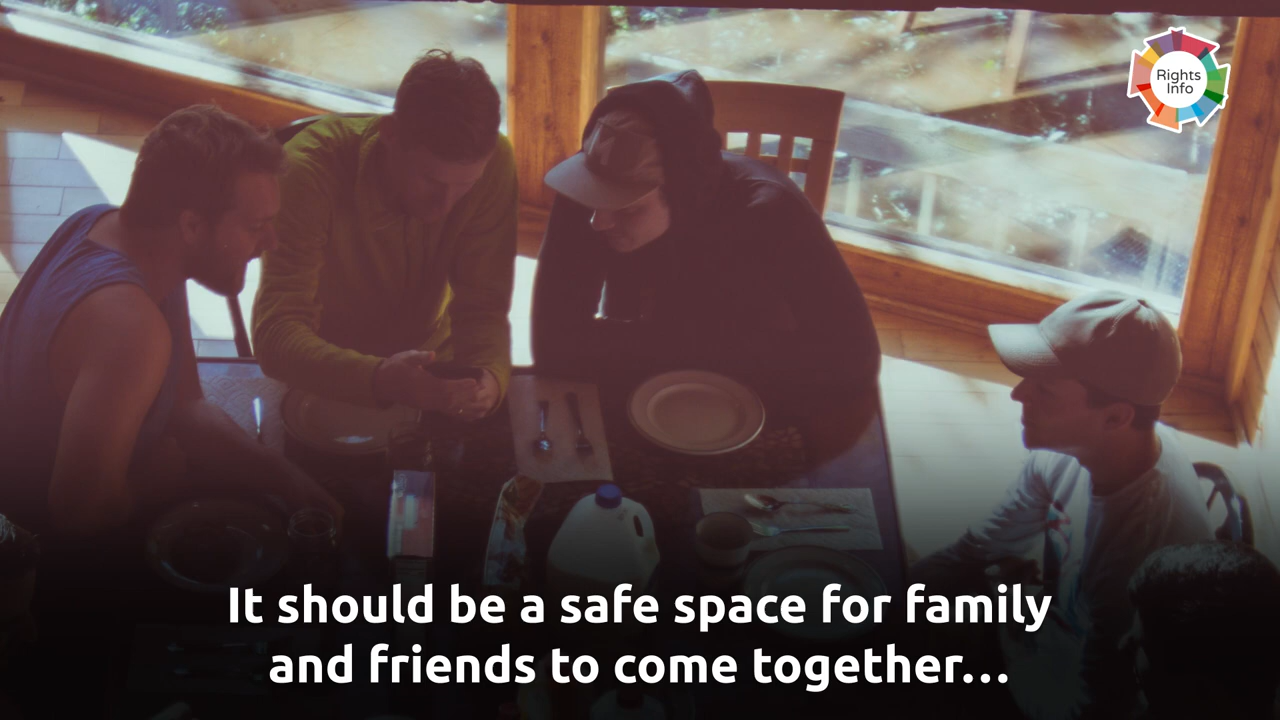 Rights
Info
It should be a safe space for family
and friends to come together...